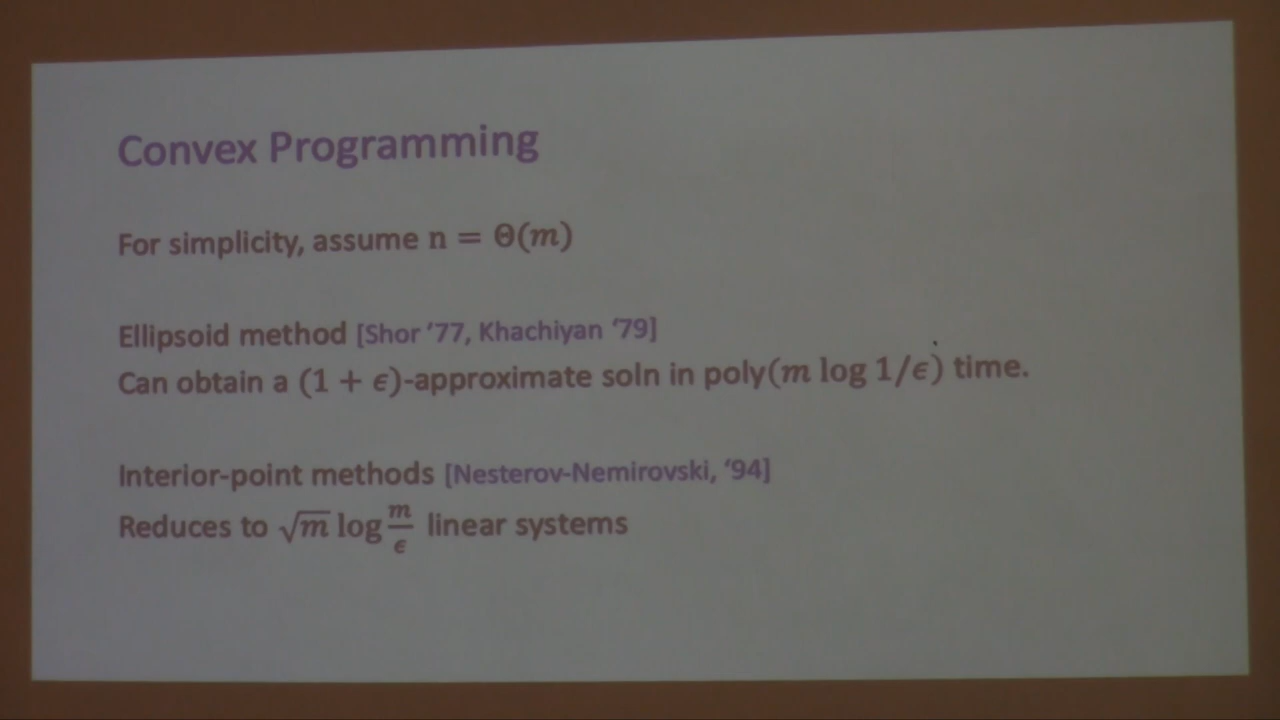 Convex Programming
For simplicity, assume n = Θ(m)
Ellipsoid method [Shor '77, Khachiyan '79]
Can obtain a (1 + ϵ)-approximate soln in poly(m log 1/ϵ) time.
Interior-point methods [Nesterov-Nemirovski, '94]
Reduces to √m log m/ϵ linear systems